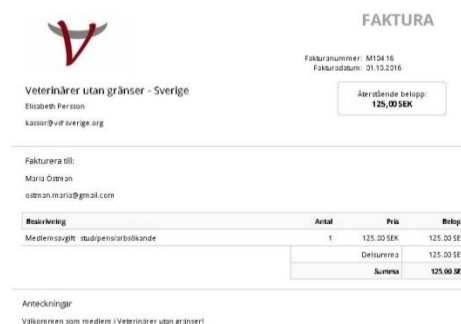 FAKTURA
Fakturanummer: M10416
Fakturadatum: 01.10.2016
Veterinärer utan gränser - Sverige
Elisabeth Persson
kassor@vsfsverige.org
Återstående belopp:
125,00 SEK
Fakturera till:
Maria Östman
ostman.maria@gmail.com
Beskrivning Antal Pris Belop
Medlemsavgift stud/pens/arbsökande 1 125.00 SEK 125.00 SE
Delsumma 125.00 SE
Summa 125.00 SE
Anteckningar
Välkommen som medlem i Veterinärer utan gränser!